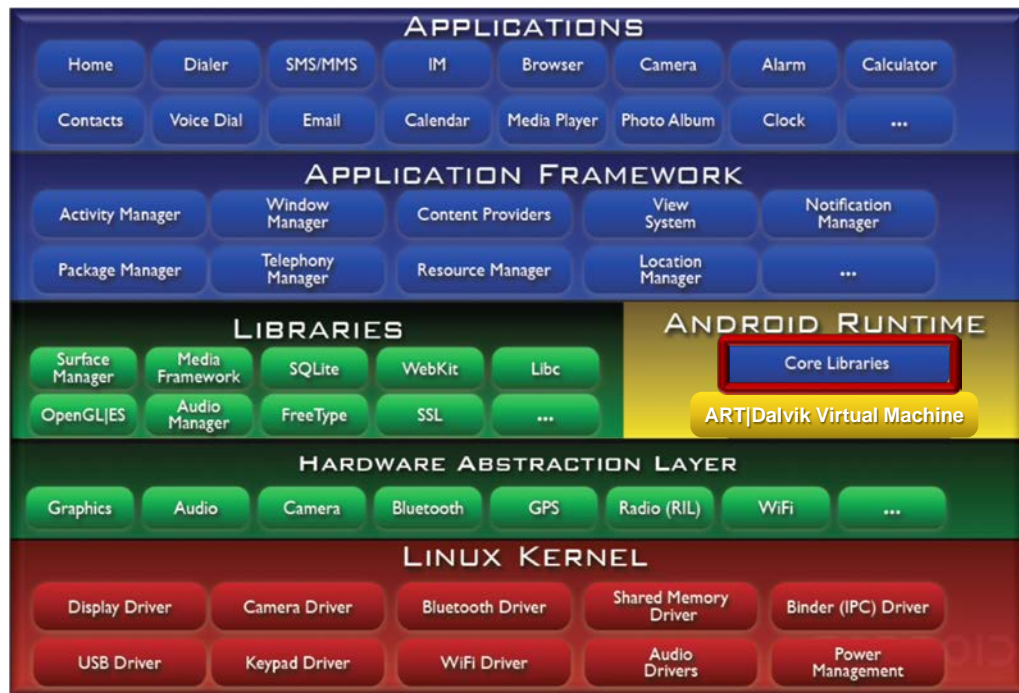 APPLICATIONS
Home Dialer SMS/MMS IM Browser Camera Alarm Calculator
Contacts Voice Dial Email Calendar Media Player Photo Album Clock ...
APPLICATION FRAMEWORK
Activity Manager Window Manager Content Providers View System Notification Manager
Package Manager Telephony Manager Resource Manager Location Manager ...
LIBRARIES
Surface Manager Media Framework SQLite WebKit Libc
OpenGL|ES Audio Manager FreeType SSL ...
ANDROID RUNTIME
Core Libraries
ART|Dalvik Virtual Machine
HARDWARE ABSTRACTION LAYER
Graphics Audio Camera Bluetooth GPS Radio (RIL) WiFi ...
LINUX KERNEL
Display Driver Camera Driver Bluetooth Driver Shared Memory Driver Binder (IPC) Driver
USB Driver Keypad Driver WiFi Driver Audio Drivers Power Management